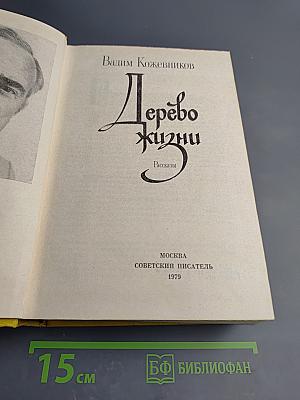 Вадим Кожевников
Дерево
жизни
Рассказы
МОСКВА
СОВЕТСКИЙ ПИСАТЕЛЬ
1979
15 см
БФ БИБЛИОФАН